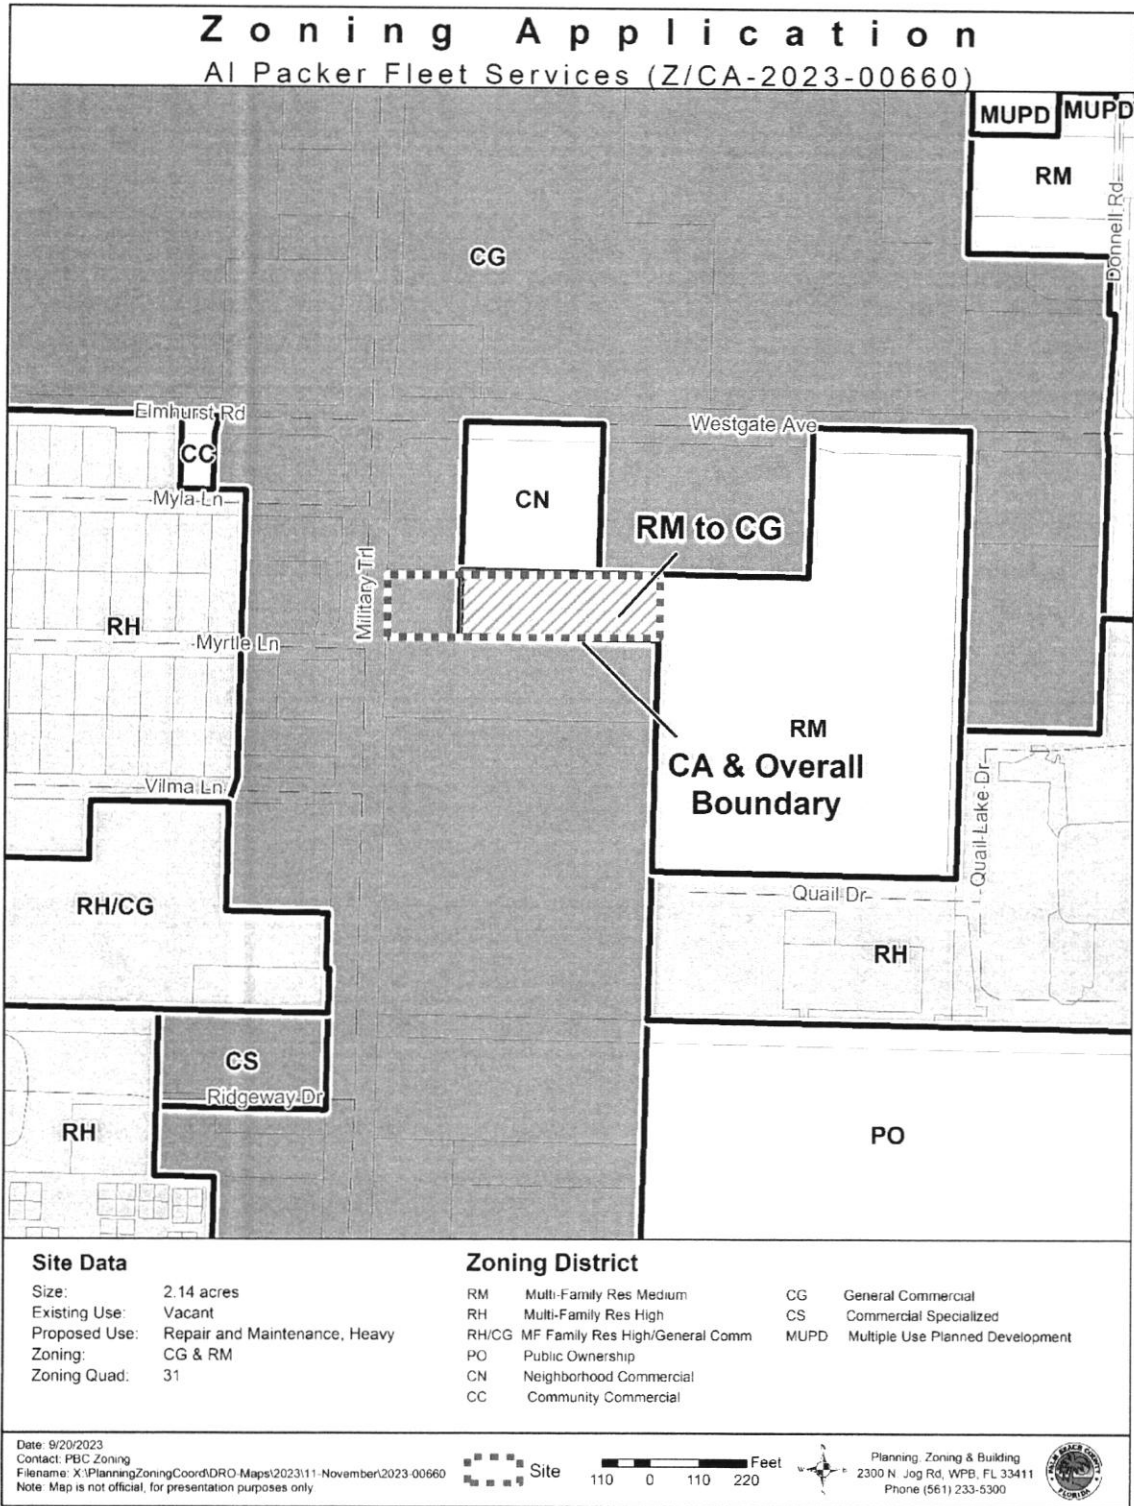 Zoning Application
Al Packer Fleet Services (Z/CA-2023-00660)
MUPD
MUPD
RM
Donnell Rd
CG
Elmhurst Rd
Westgate Ave
CC
Myla Ln
CN
RM to CG
Military Trl
RH
Myrtle Ln
RM
CA & Overall
Boundary
Vilma Ln
Quail Lake Dr
Quail Dr
RH/CG
RH
CS
Ridgeway Dr
RH
PO
Site Data
Size: 2.14 acres
Existing Use: Vacant
Proposed Use: Repair and Maintenance, Heavy
Zoning: CG & RM
Zoning Quad: 31
Zoning District
RM Multi-Family Res Medium
RH Multi-Family Res High
RH/CG MF Family Res High/General Comm
PO Public Ownership
CN Neighborhood Commercial
CC Community Commercial
CG General Commercial
CS Commercial Specialized
MUPD Multiple Use Planned Development
Date: 9/20/2023
Contact: PBC Zoning
Filename: X:\PlanningZoningCoord\DRO-Maps\2023\11-November\2023-00660
Note: Map is not official, for presentation purposes only
Site
Feet
110 0 110 220
Planning, Zoning & Building
2300 N. Jog Rd, WPB, FL 33411
Phone (561) 233-5300
PALM BEACH COUNTY
FLORIDA